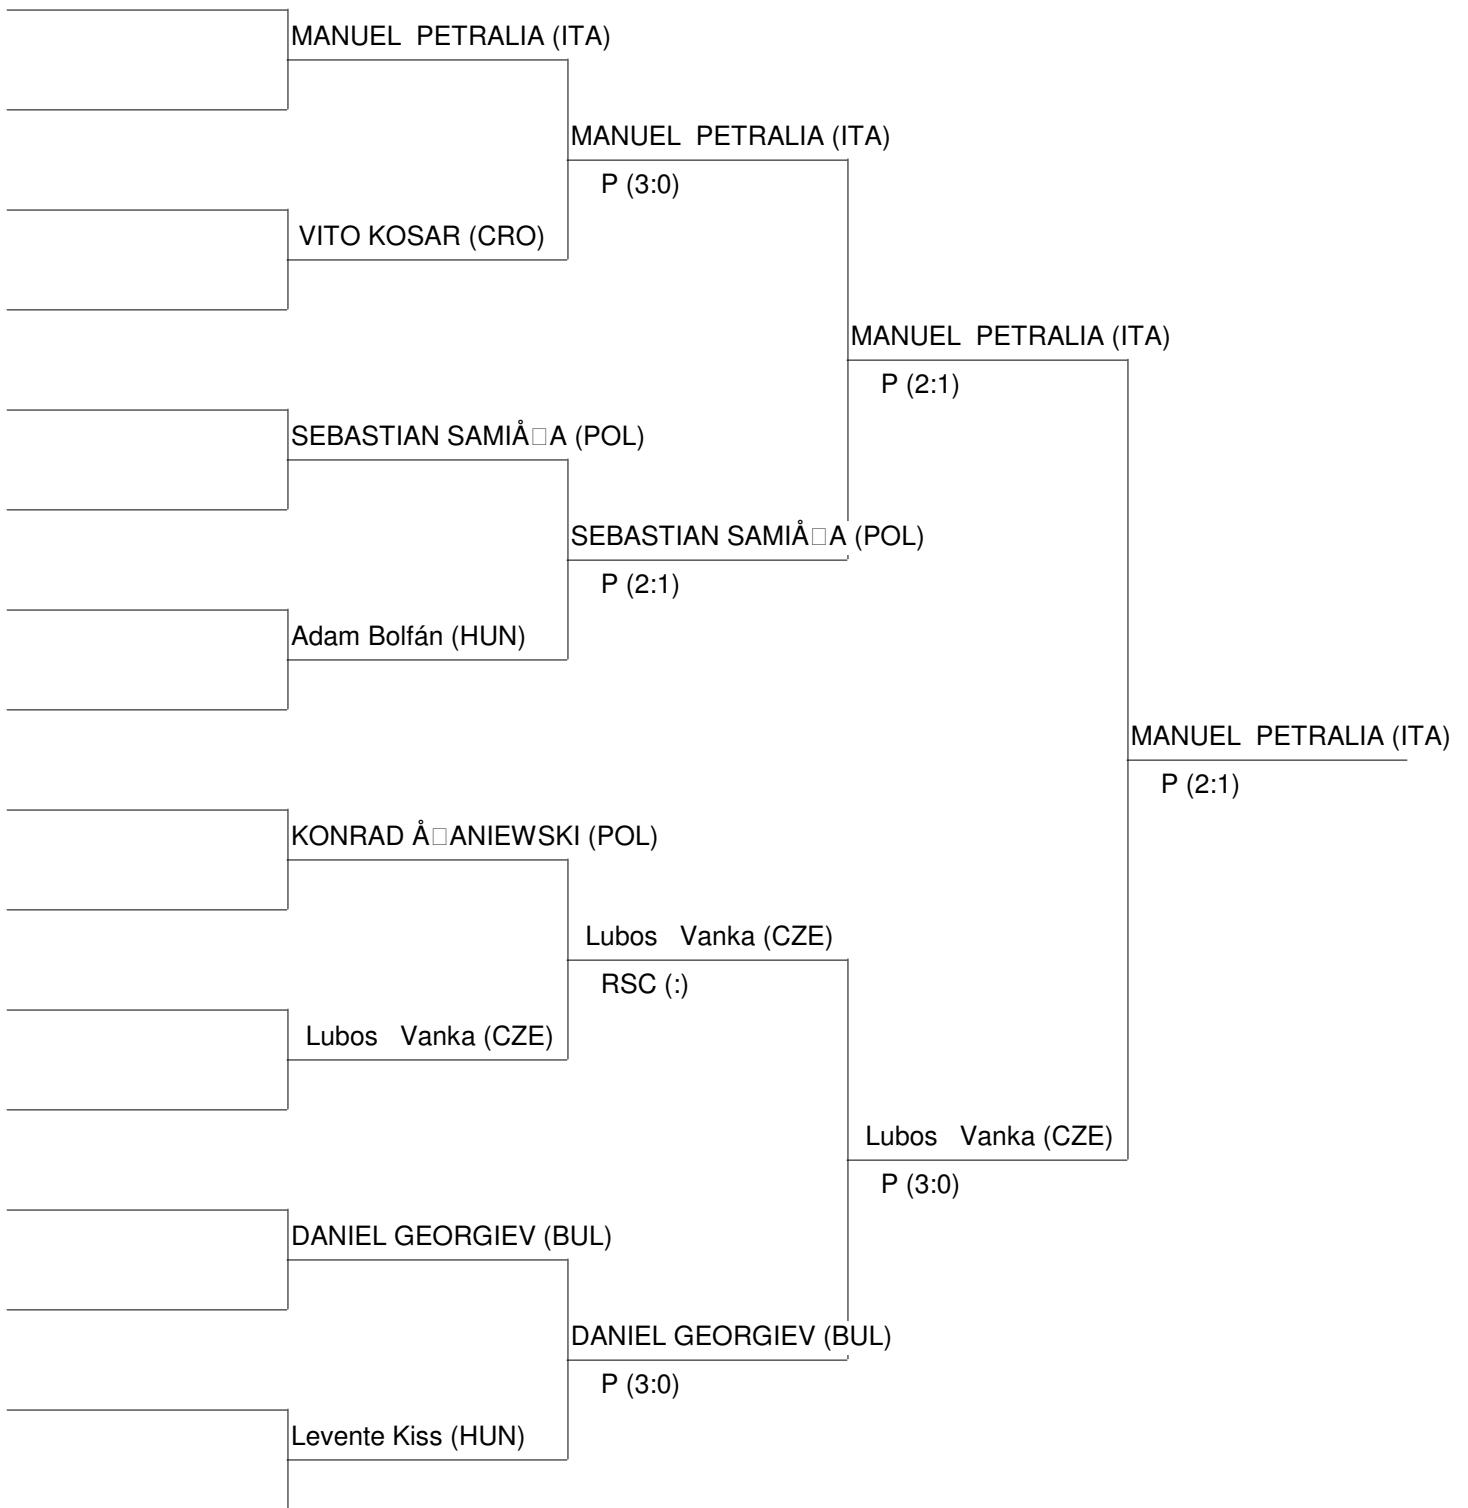 MANUEL  PETRALIA (ITA)
MANUEL  PETRALIA (ITA)
P (3:0)
VITO KOSAR (CRO)
MANUEL  PETRALIA (ITA)
P (2:1)
SEBASTIAN SAMIÅ□A (POL)
SEBASTIAN SAMIÅ□A (POL)
P (2:1)
Adam Bolfán (HUN)
MANUEL  PETRALIA (ITA)
P (2:1)
KONRAD Å□ANIEWSKI (POL)
Lubos   Vanka (CZE)
RSC (:)
Lubos   Vanka (CZE)
Lubos   Vanka (CZE)
P (3:0)
DANIEL GEORGIEV (BUL)
DANIEL GEORGIEV (BUL)
P (3:0)
Levente Kiss (HUN)